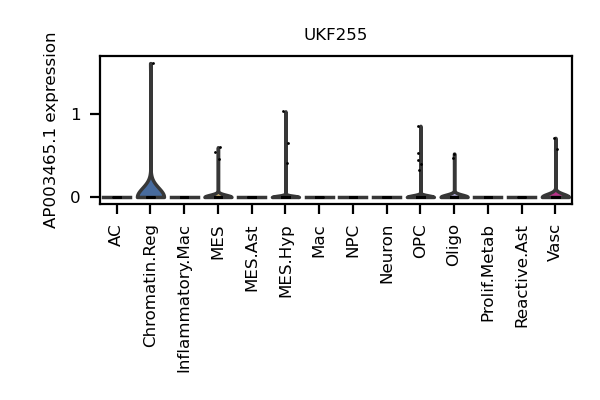 UKF255
AP003465.1 expression
1
0
AC
Chromatin.Reg
Inflammatory.Mac
MES
MES.Ast
MES.Hyp
Mac
NPC
Neuron
OPC
Oligo
Prolif.Metab
Reactive.Ast
Vasc